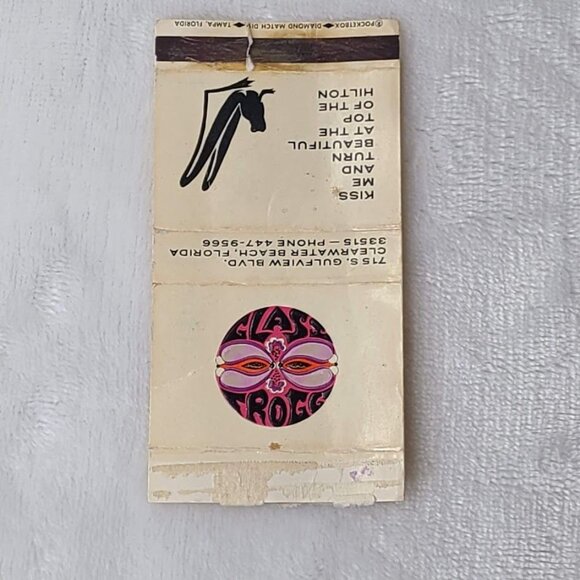 ® POCKETBOX ◆ DIAMOND MATCH DIV. ◆ TAMPA, FLORIDA
KISS
ME
AND
TURN
BEAUTIFUL
AT THE
TOP
OF THE
HILTON
715 S. GULFVIEW BLVD.
CLEARWATER BEACH, FLORIDA
33515 — PHONE 447-9566
GLASS
FROGG